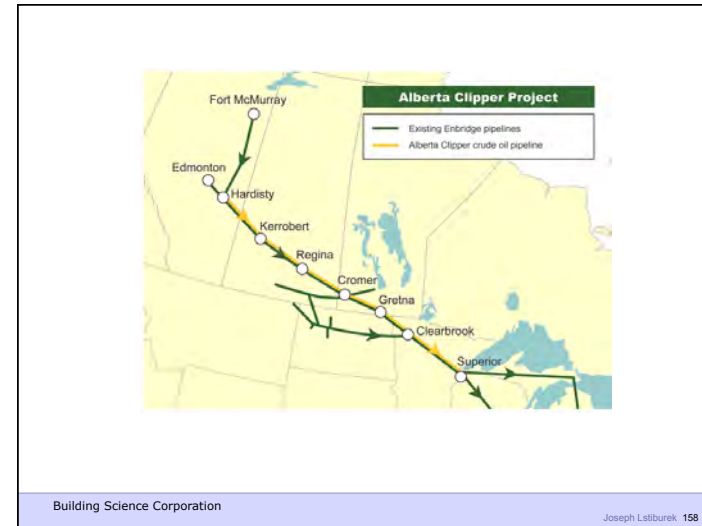 Alberta Clipper Project
Existing Enbridge pipelines
Alberta Clipper crude oil pipeline
Fort McMurray
Edmonton
Hardisty
Kerrobert
Regina
Cromer
Gretna
Clearbrook
Superior
Building Science Corporation
Joseph Lstiburek 158